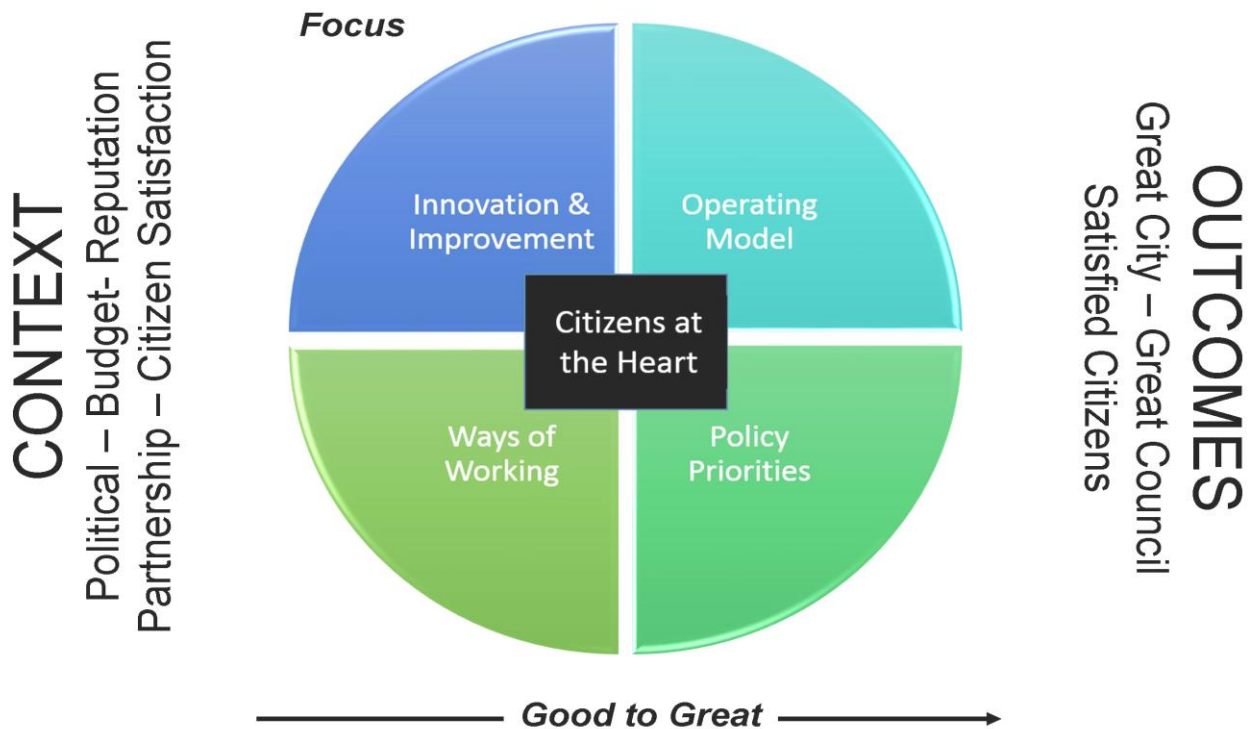 Focus
CONTEXT
Political – Budget- Reputation
Partnership – Citizen Satisfaction
Innovation &
Improvement
Operating
Model
Citizens at
the Heart
Ways of
Working
Policy
Priorities
OUTCOMES
Great City – Great Council
Satisfied Citizens
Good to Great